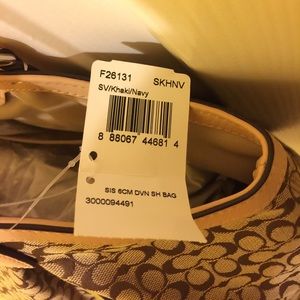 F26131 SKHNV
SV/Khaki/Navy
8 88067 44681 4
SIS 6CM DVN SH BAG
3000094491